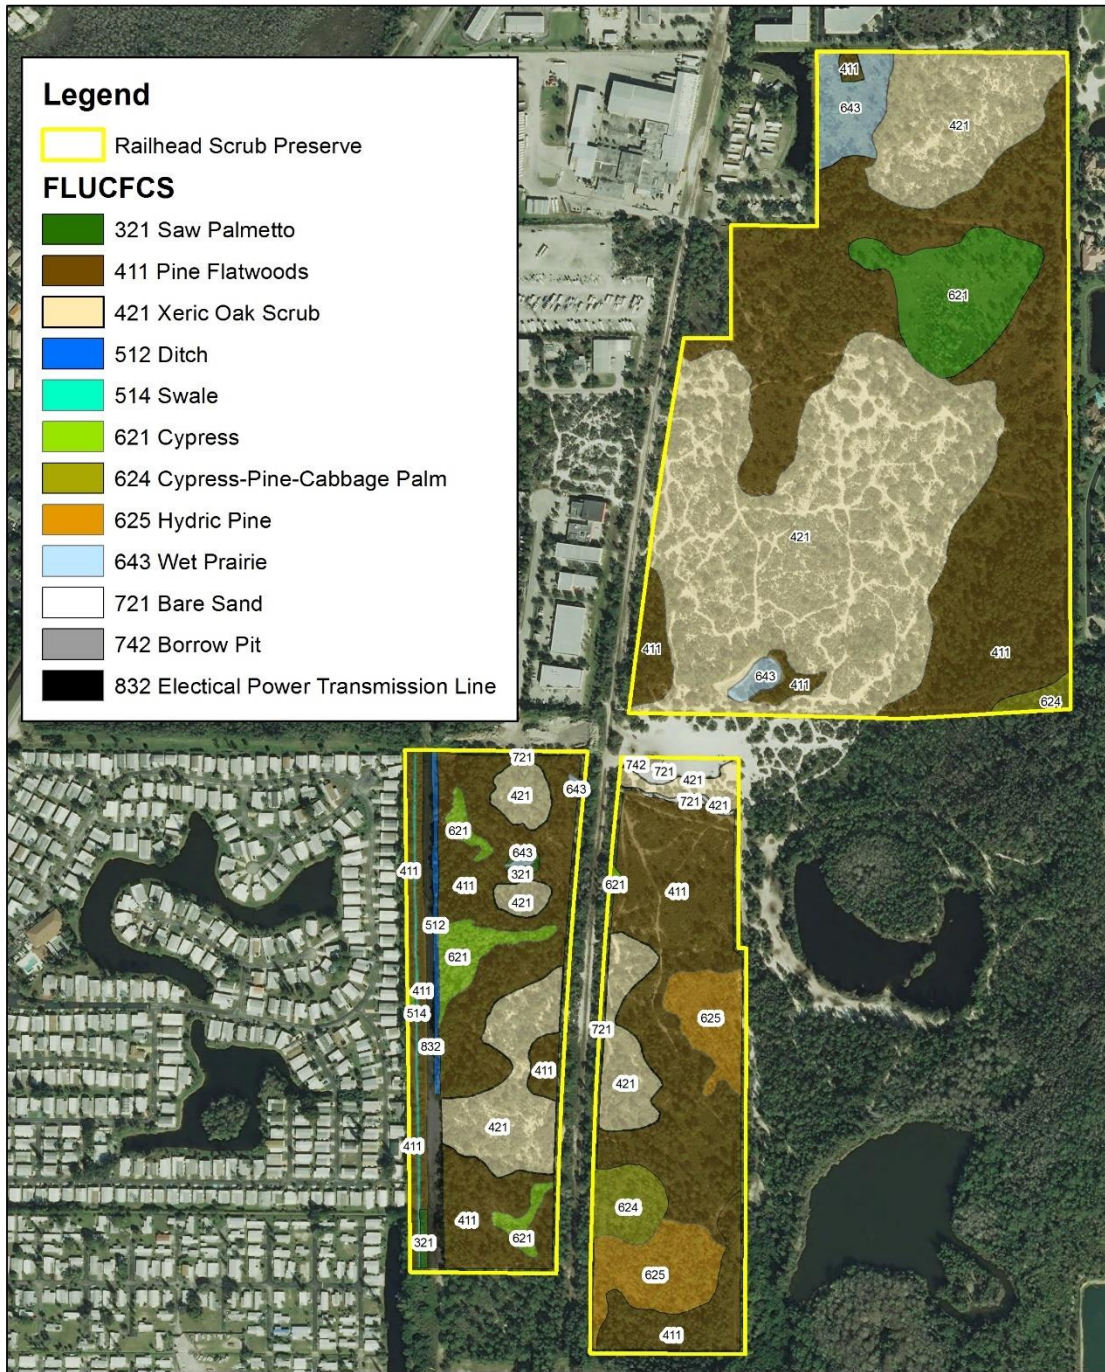 Legend
Railhead Scrub Preserve
FLUCFCS
321 Saw Palmetto
411 Pine Flatwoods
421 Xeric Oak Scrub
512 Ditch
514 Swale
621 Cypress
624 Cypress-Pine-Cabbage Palm
625 Hydric Pine
643 Wet Prairie
721 Bare Sand
742 Borrow Pit
832 Electical Power Transmission Line
411
643
421
621
421
411
411
643
411
624
721
421
643
621
643
321
411
411
421
512
621
411
514
832
411
421
411
411
621
321
742
721
421
721
421
621
411
625
721
421
624
625
411